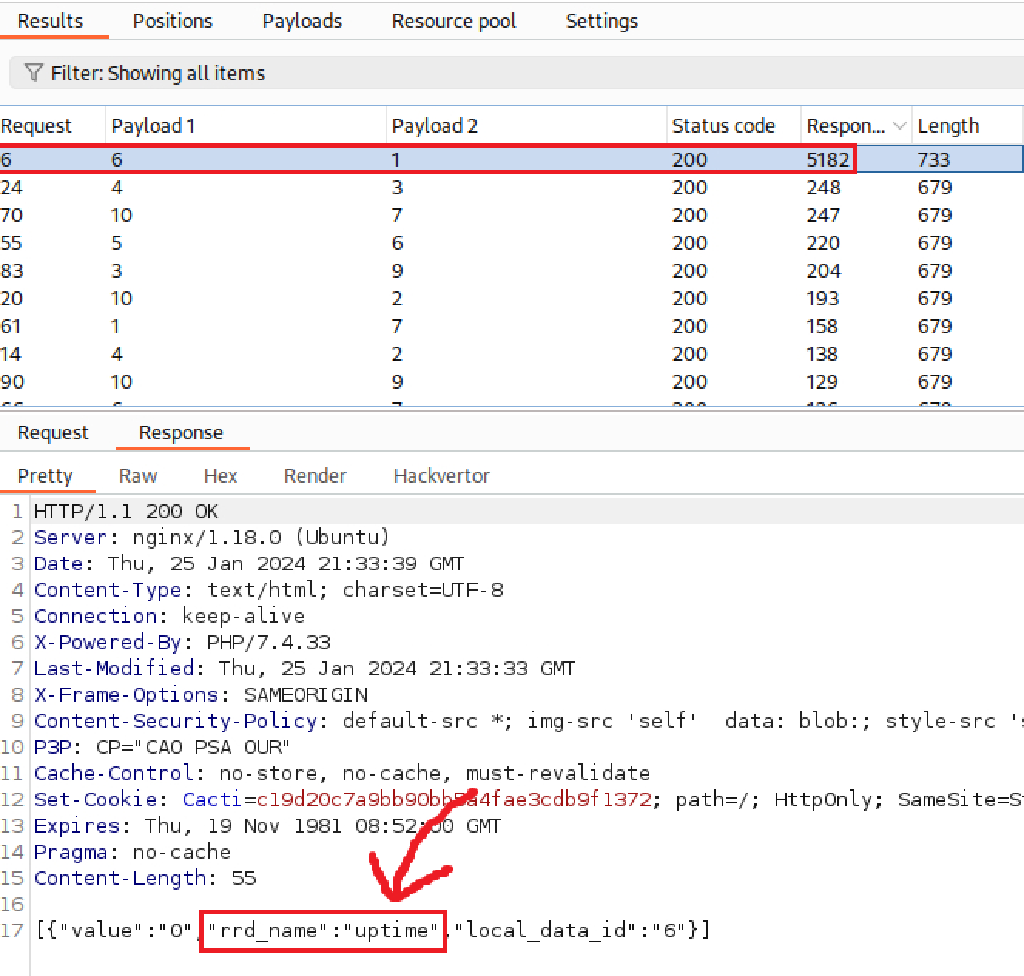 Results Positions Payloads Resource pool Settings
Filter: Showing all items
Request Payload 1 Payload 2 Status code Respon... Length
6 6 1 200 5182 733
24 4 3 200 248 679
70 10 7 200 247 679
55 5 6 200 220 679
83 3 9 200 204 679
20 10 2 200 193 679
61 1 7 200 158 679
14 4 2 200 138 679
90 10 9 200 129 679
Request Response
Pretty Raw Hex Render Hackvertor
1 HTTP/1.1 200 OK
2 Server: nginx/1.18.0 (Ubuntu)
3 Date: Thu, 25 Jan 2024 21:33:39 GMT
4 Content-Type: text/html; charset=UTF-8
5 Connection: keep-alive
6 X-Powered-By: PHP/7.4.33
7 Last-Modified: Thu, 25 Jan 2024 21:33:33 GMT
8 X-Frame-Options: SAMEORIGIN
9 Content-Security-Policy: default-src *; img-src 'self' data: blob:; style-src
10 P3P: CP="CAO PSA OUR"
11 Cache-Control: no-store, no-cache, must-revalidate
12 Set-Cookie: path=/; HttpOnly;
13 Expires: Thu, 19 Nov 1981 08:52:00 GMT
14 Pragma: no-cache
15 Content-Length: 55
16
17 [{"value":"0","rrd_name":"uptime","local_data_id":"6"}]